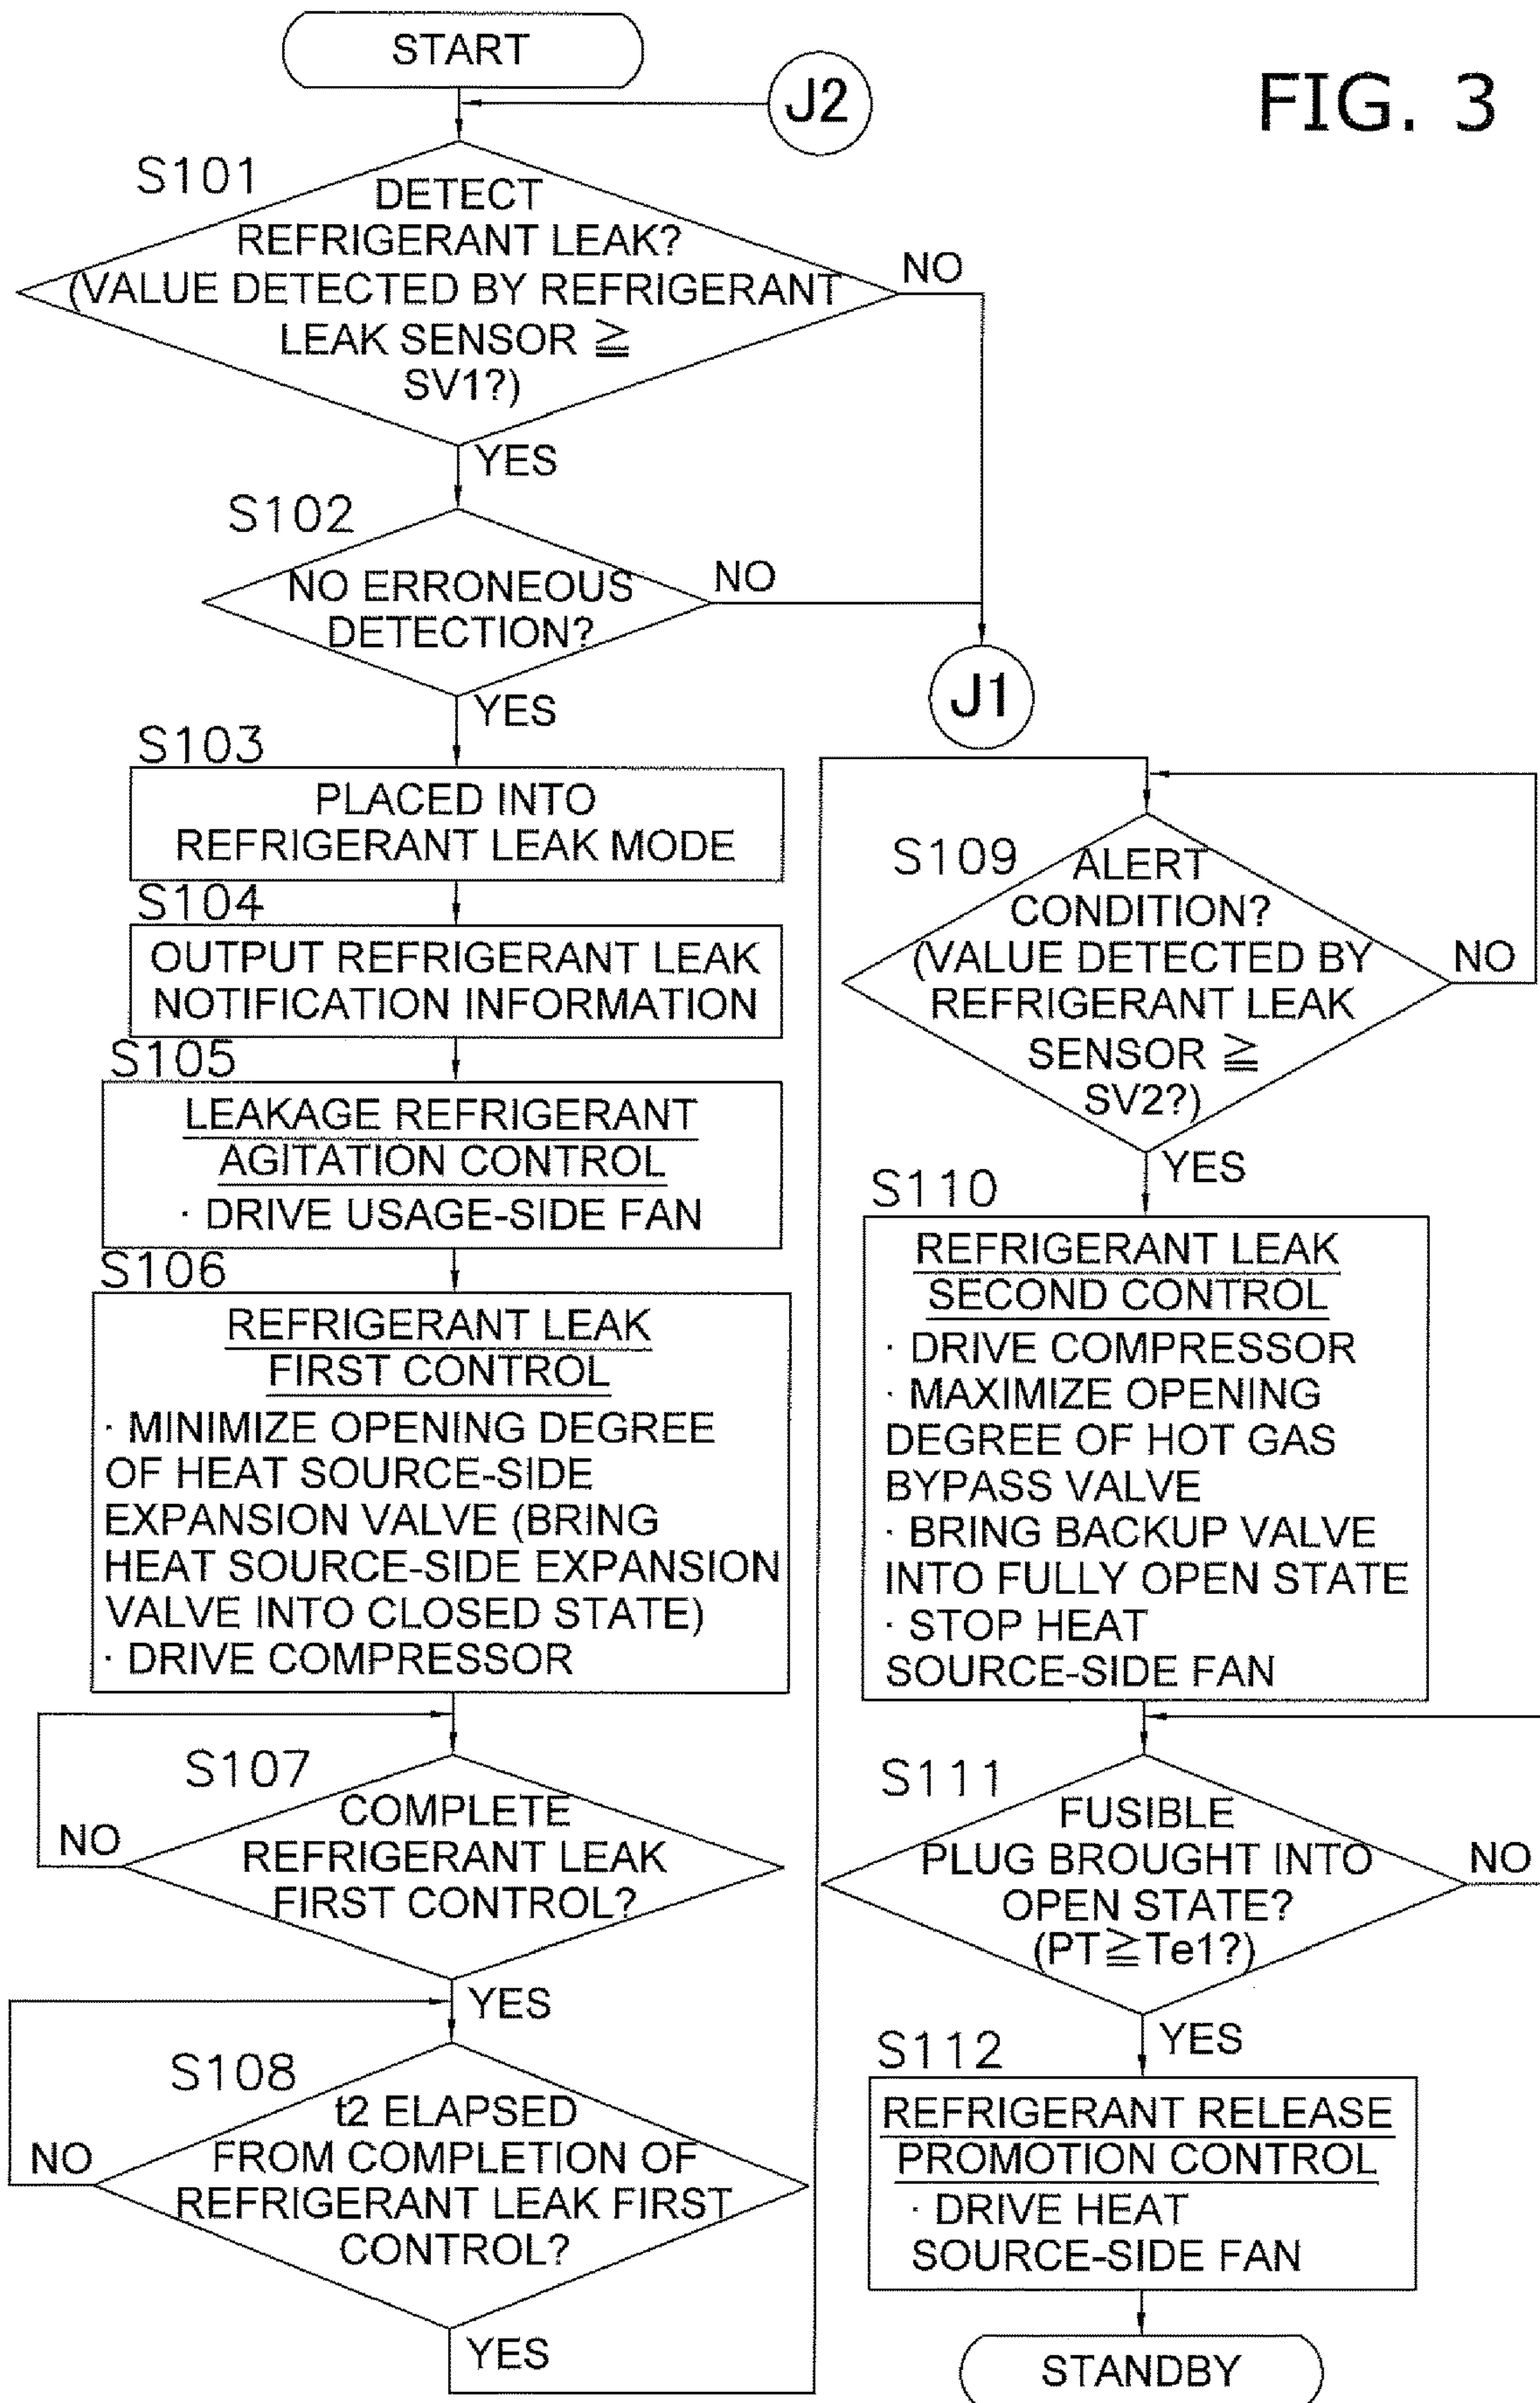 FIG. 3
START
J2
S101
DETECT
REFRIGERANT LEAK?
(VALUE DETECTED BY REFRIGERANT
LEAK SENSOR ≧
SV1?)
NO
YES
S102
NO ERRONEOUS
DETECTION?
NO
YES
J1
S103
PLACED INTO
REFRIGERANT LEAK MODE
S104
OUTPUT REFRIGERANT LEAK
NOTIFICATION INFORMATION
S105
LEAKAGE REFRIGERANT
AGITATION CONTROL
· DRIVE USAGE-SIDE FAN
S106
REFRIGERANT LEAK
FIRST CONTROL
· MINIMIZE OPENING DEGREE
OF HEAT SOURCE-SIDE
EXPANSION VALVE (BRING
HEAT SOURCE-SIDE EXPANSION
VALVE INTO CLOSED STATE)
· DRIVE COMPRESSOR
S107
COMPLETE
REFRIGERANT LEAK
FIRST CONTROL?
NO
YES
S108
t2 ELAPSED
FROM COMPLETION OF
REFRIGERANT LEAK FIRST
CONTROL?
NO
YES
S109
ALERT
CONDITION?
(VALUE DETECTED BY
REFRIGERANT LEAK
SENSOR ≧
SV2?)
NO
YES
S110
REFRIGERANT LEAK
SECOND CONTROL
· DRIVE COMPRESSOR
· MAXIMIZE OPENING
DEGREE OF HOT GAS
BYPASS VALVE
· BRING BACKUP VALVE
INTO FULLY OPEN STATE
· STOP HEAT
SOURCE-SIDE FAN
S111
FUSIBLE
PLUG BROUGHT INTO
OPEN STATE?
(PT≧Te1?)
NO
YES
S112
REFRIGERANT RELEASE
PROMOTION CONTROL
· DRIVE HEAT
SOURCE-SIDE FAN
STANDBY